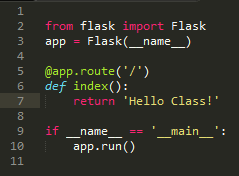 1
2 from flask import Flask
3 app = Flask(__name__)
4
5 @app.route('/')
6 def index():
7     return 'Hello Class!'
8
9 if __name__ == '__main__':
10     app.run()
11